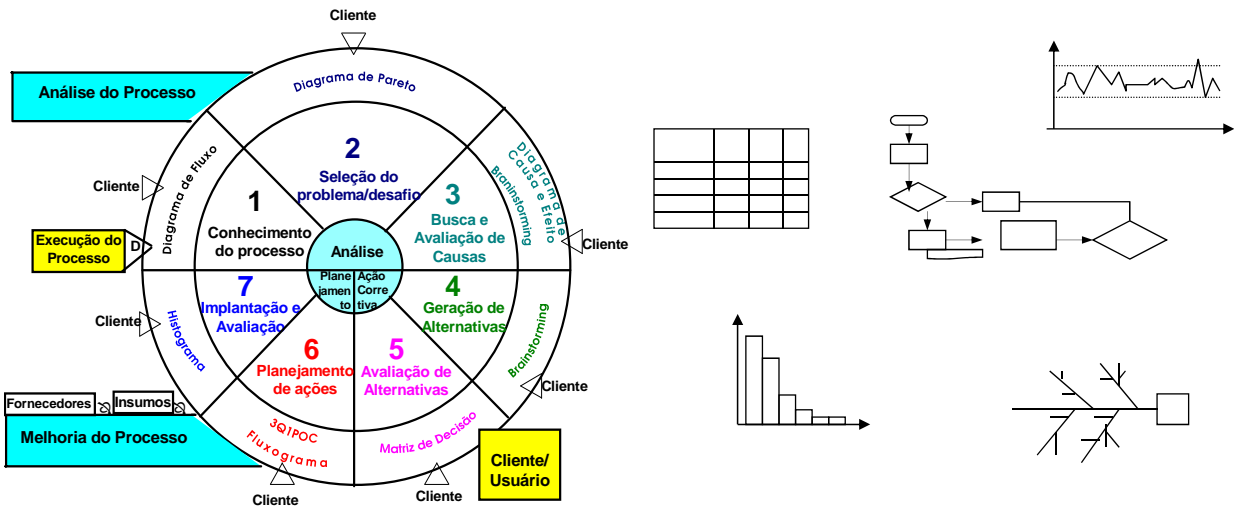 Cliente
Análise do Processo
Diagrama de Pareto
Diagrama de Fluxo
Cliente
2
Seleção do
problema/desafio
Diagrama de
Causa e Efeito
Braninstorming
1
Conhecimento
do processo
3
Busca e
Avaliação de
Causas
Cliente
Execução do
Processo
D
Análise
Plane
jamen
to
Ação
Corre
tiva
7
Implantação e
Avaliação
4
Geração de
Alternativas
Cliente
Histograma
6
Planejamento
de ações
5
Avaliação de
Alternativas
Brainstorming
Cliente
Fornecedores
Insumos
Melhoria do Processo
3Q1POC
Fluxograma
Matriz de Decisão
Cliente/
Usuário
Cliente
Cliente